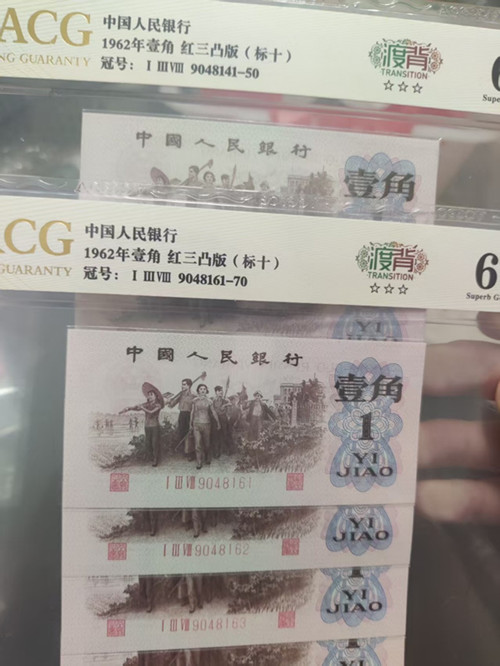 ACG
NG GUARANTY
中国人民银行
1962年壹角 红三凸版（标十）
冠号： I III VIII 9048141-50
渡背
TRANSITION
6
Superb
中國人民銀行
壹角
ACG
GUARANTY
中国人民银行
1962年壹角 红三凸版（标十）
冠号： I III VIII 9048161-70
渡背
TRANSITION
6
Superb G
YI
中國人民銀行
壹角
1
YI
JIAO
I III VIII 9048161
YI
JIAO
I III VIII 9048162
YI
JIAO
I III VIII 9048163
YI